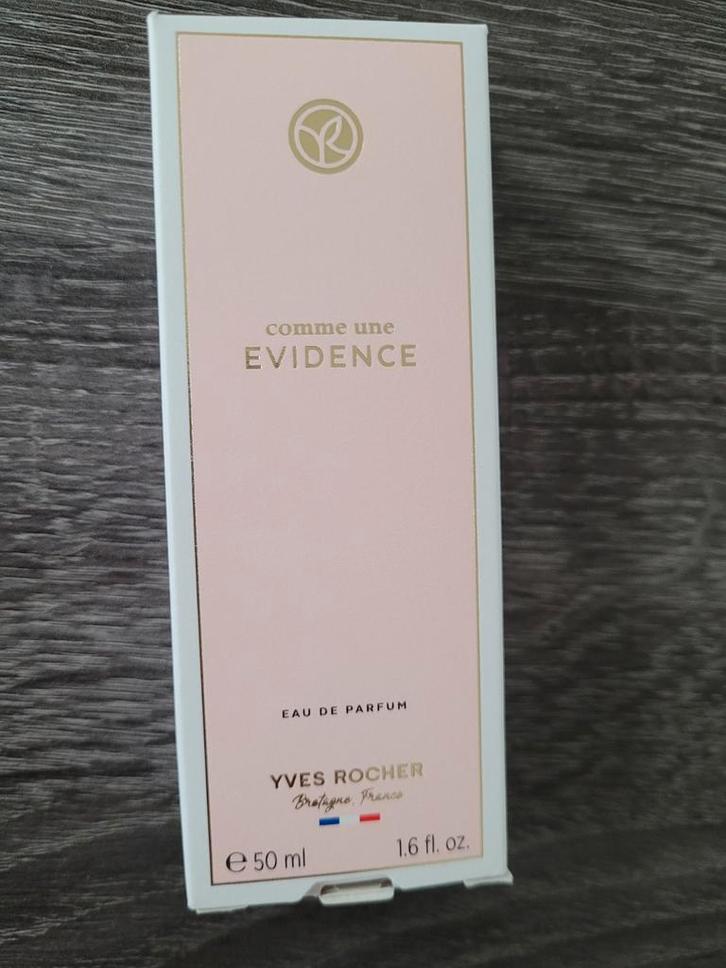 comme une
EVIDENCE
EAU DE PARFUM
YVES ROCHER
Bretagne, France
℮ 50 ml 1.6 fl. oz.